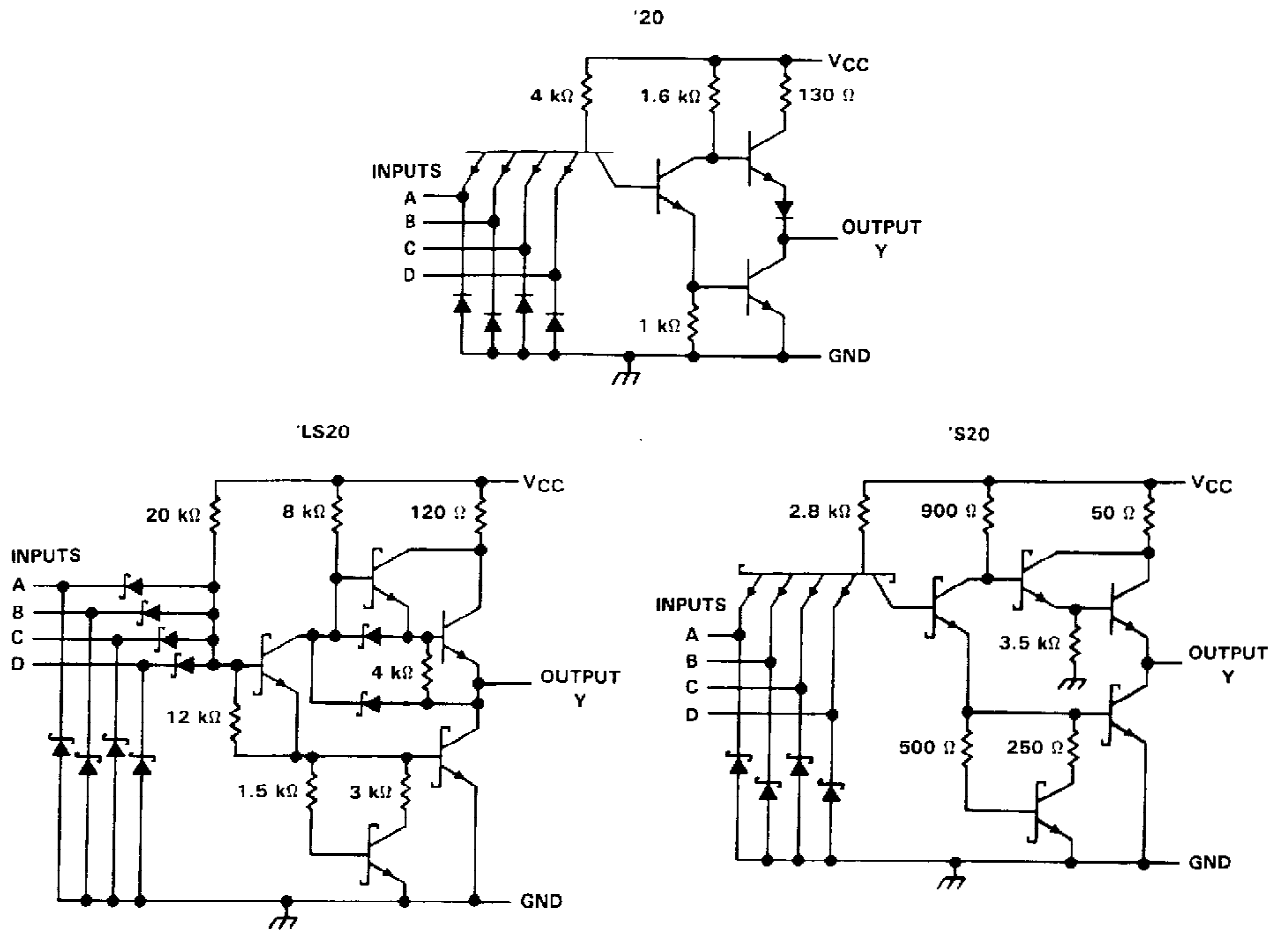 '20
VCC
4 kΩ
1.6 kΩ
130 Ω
INPUTS
A
B
C
D
OUTPUT
Y
1 kΩ
GND
'LS20
VCC
20 kΩ
8 kΩ
120 Ω
INPUTS
A
B
C
D
4 kΩ
OUTPUT
Y
12 kΩ
1.5 kΩ
3 kΩ
GND
'S20
VCC
2.8 kΩ
900 Ω
50 Ω
INPUTS
A
B
C
D
3.5 kΩ
OUTPUT
Y
500 Ω
250 Ω
GND